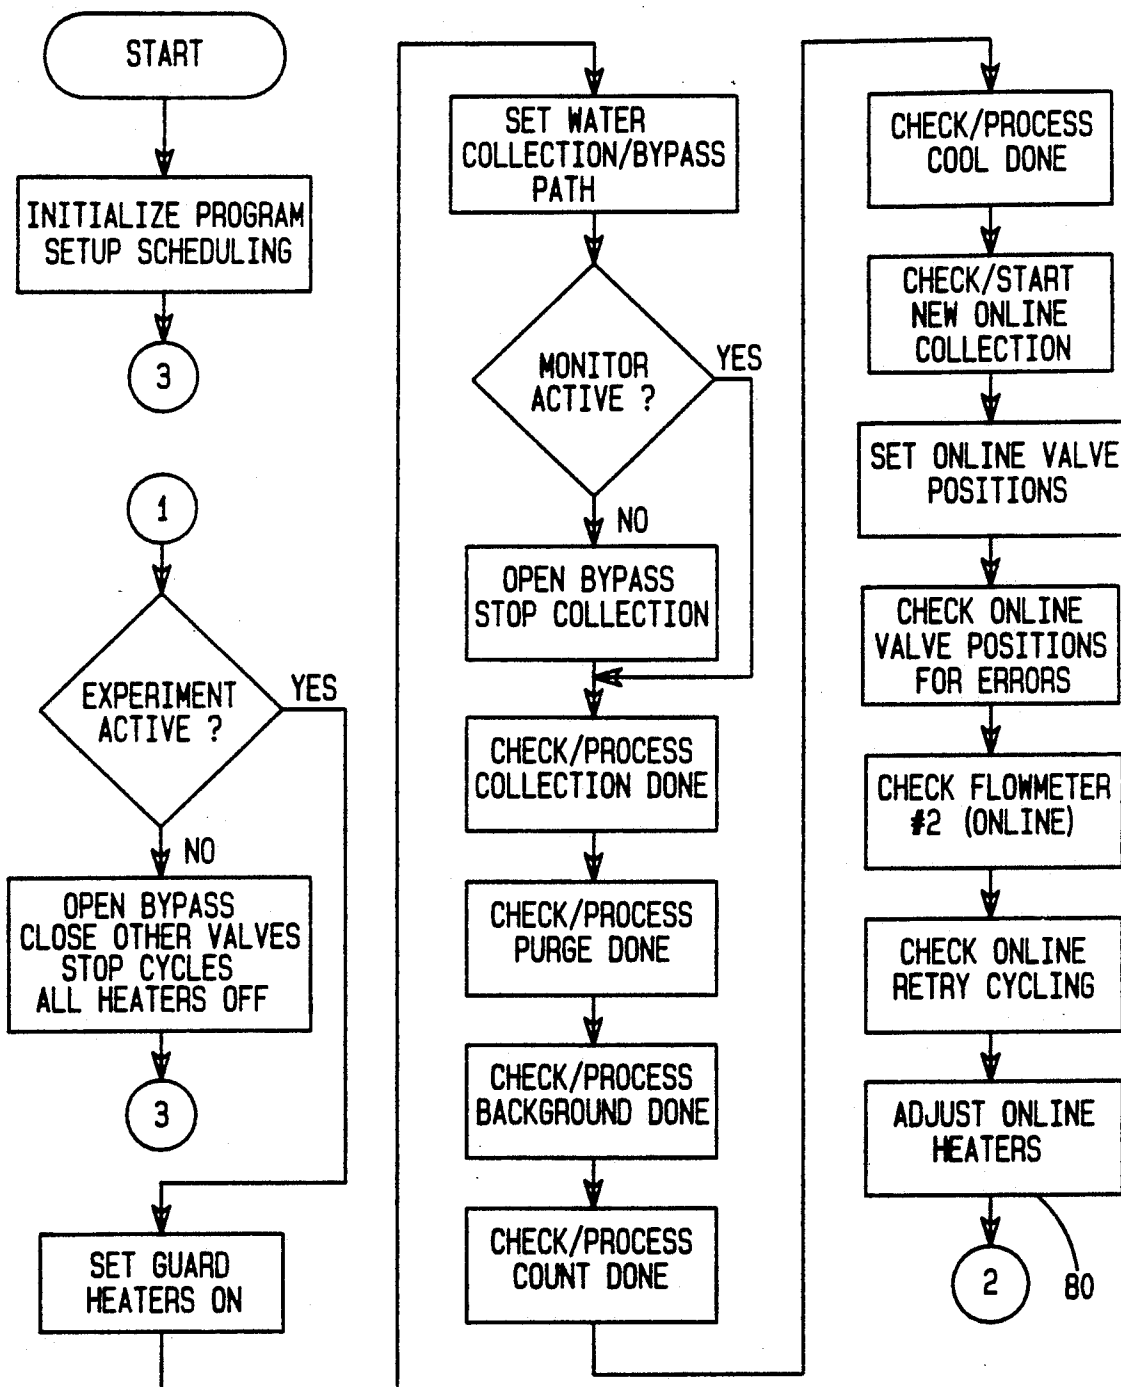 START
INITIALIZE PROGRAM
SETUP SCHEDULING
3
1
EXPERIMENT
ACTIVE ?
YES
NO
OPEN BYPASS
CLOSE OTHER VALVES
STOP CYCLES
ALL HEATERS OFF
3
SET GUARD
HEATERS ON
SET WATER
COLLECTION/BYPASS
PATH
MONITOR
ACTIVE ?
YES
NO
OPEN BYPASS
STOP COLLECTION
CHECK/PROCESS
COLLECTION DONE
CHECK/PROCESS
PURGE DONE
CHECK/PROCESS
BACKGROUND DONE
CHECK/PROCESS
COUNT DONE
CHECK/PROCESS
COOL DONE
CHECK/START
NEW ONLINE
COLLECTION
SET ONLINE VALVE
POSITIONS
CHECK ONLINE
VALVE POSITIONS
FOR ERRORS
CHECK FLOWMETER
#2 (ONLINE)
CHECK ONLINE
RETRY CYCLING
ADJUST ONLINE
HEATERS
2
80